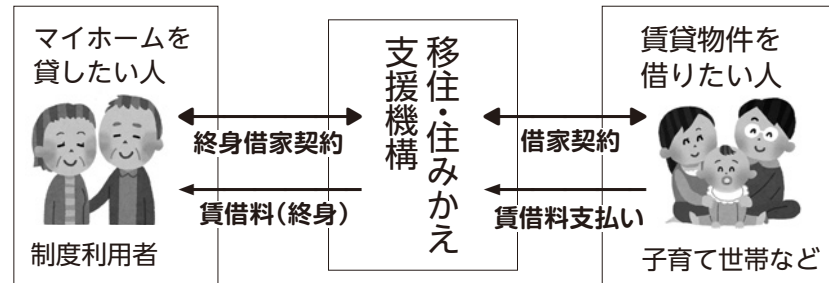 マイホームを
貸したい人
制度利用者
終身借家契約
賃借料（終身）
移住・住みかえ
支援機構
借家契約
賃借料支払い
賃貸物件を
借りたい人
子育て世帯など